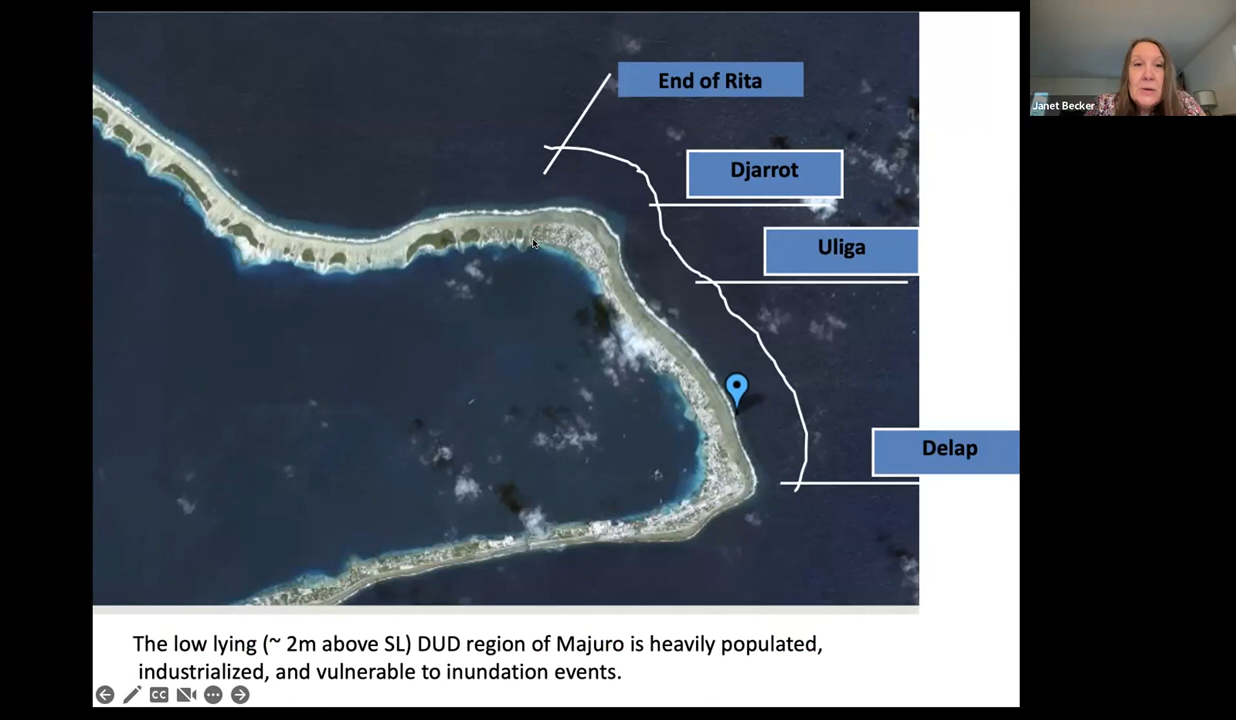 End of Rita
Janet Becker
Djarrot
Uliga
Delap
The low lying (~ 2m above SL) DUD region of Majuro is heavily populated,
industrialized, and vulnerable to inundation events.
CC